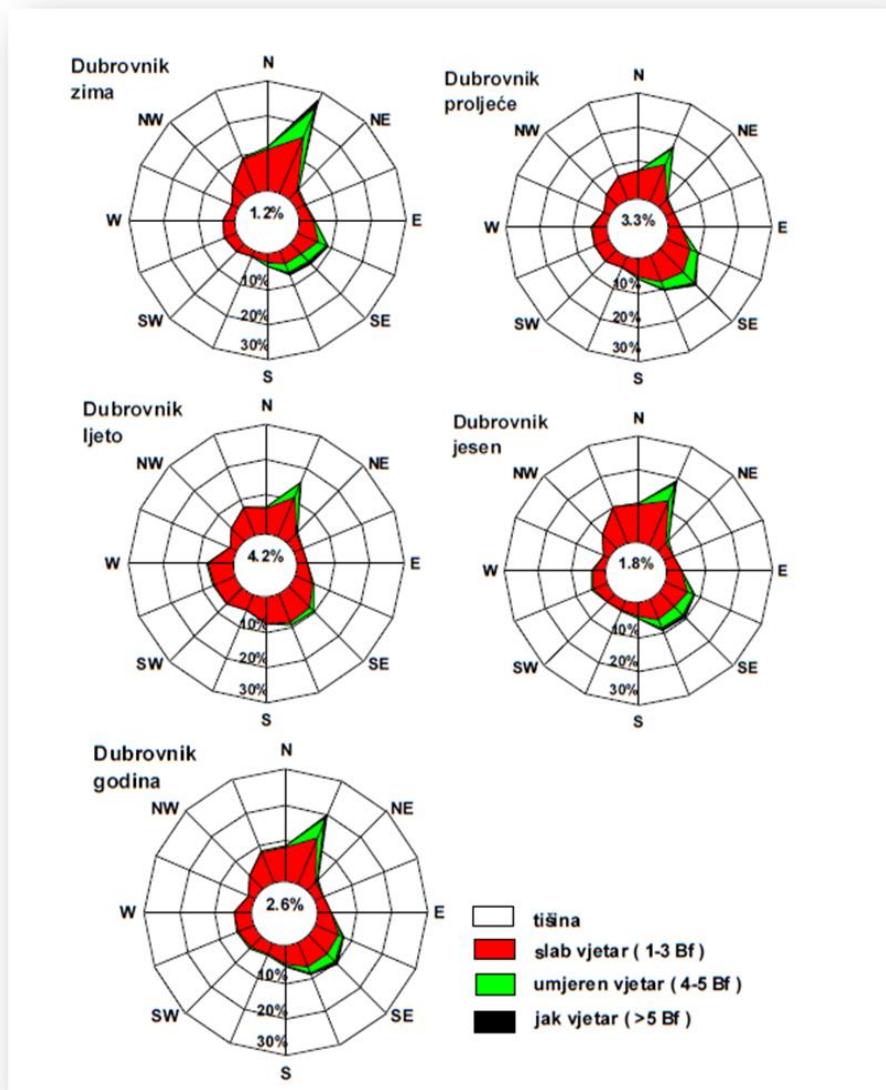 Dubrovnik
zima
N
NW
NE
W
1.2%
E
SW
10%
SE
20%
30%
S
Dubrovnik
proljeće
N
NW
NE
W
3.3%
E
SW
10%
SE
20%
30%
S
Dubrovnik
ljeto
N
NW
NE
W
4.2%
E
SW
10%
SE
20%
30%
S
Dubrovnik
jesen
N
NW
NE
W
1.8%
E
SW
10%
SE
20%
30%
S
Dubrovnik
godina
N
NW
NE
W
2.6%
E
SW
10%
SE
20%
30%
S
tišina
slab vjetar ( 1-3 Bf )
umjeren vjetar ( 4-5 Bf )
jak vjetar ( >5 Bf )